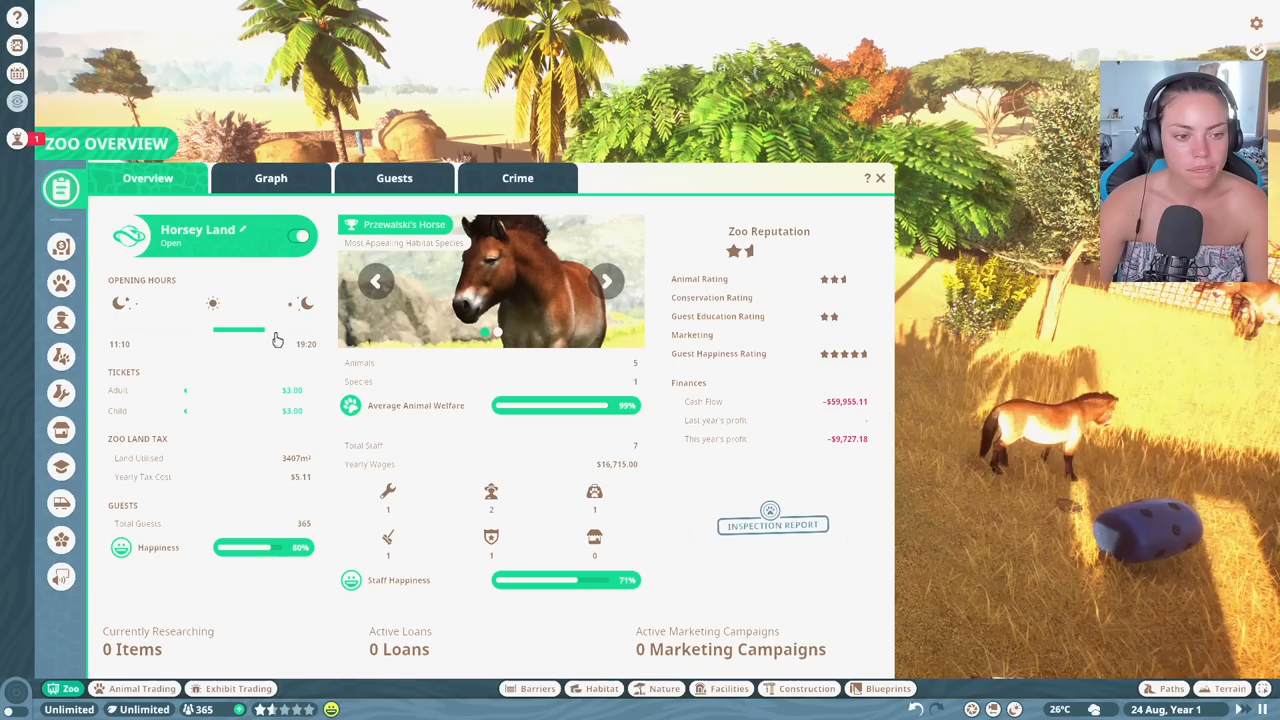 1
ZOO OVERVIEW
Overview
Graph
Guests
Crime
?
Horsey Land
Open
OPENING HOURS
11:10
19:20
TICKETS
Adult
$3.00
Child
$3.00
ZOO LAND TAX
Land Utilised
3407m²
Yearly Tax Cost
$5.11
GUESTS
Total Guests
365
Happiness
80%
Przewalski's Horse
Most Appealing Habitat Species
Animals
5
Species
1
Average Animal Welfare
99%
Total Staff
7
Yearly Wages
$16,715.00
1
2
1
1
1
0
Staff Happiness
71%
Zoo Reputation
Animal Rating
Conservation Rating
Guest Education Rating
Marketing
Guest Happiness Rating
Finances
Cash Flow
-$59,955.11
Last year's profit
-
This year's profit
-$9,727.18
INSPECTION REPORT
Currently Researching
0 Items
Active Loans
0 Loans
Active Marketing Campaigns
0 Marketing Campaigns
Zoo
Animal Trading
Exhibit Trading
Barriers
Habitat
Nature
Facilities
Construction
Blueprints
Paths
Terrain
Unlimited
Unlimited
365
26°C
24 Aug, Year 1